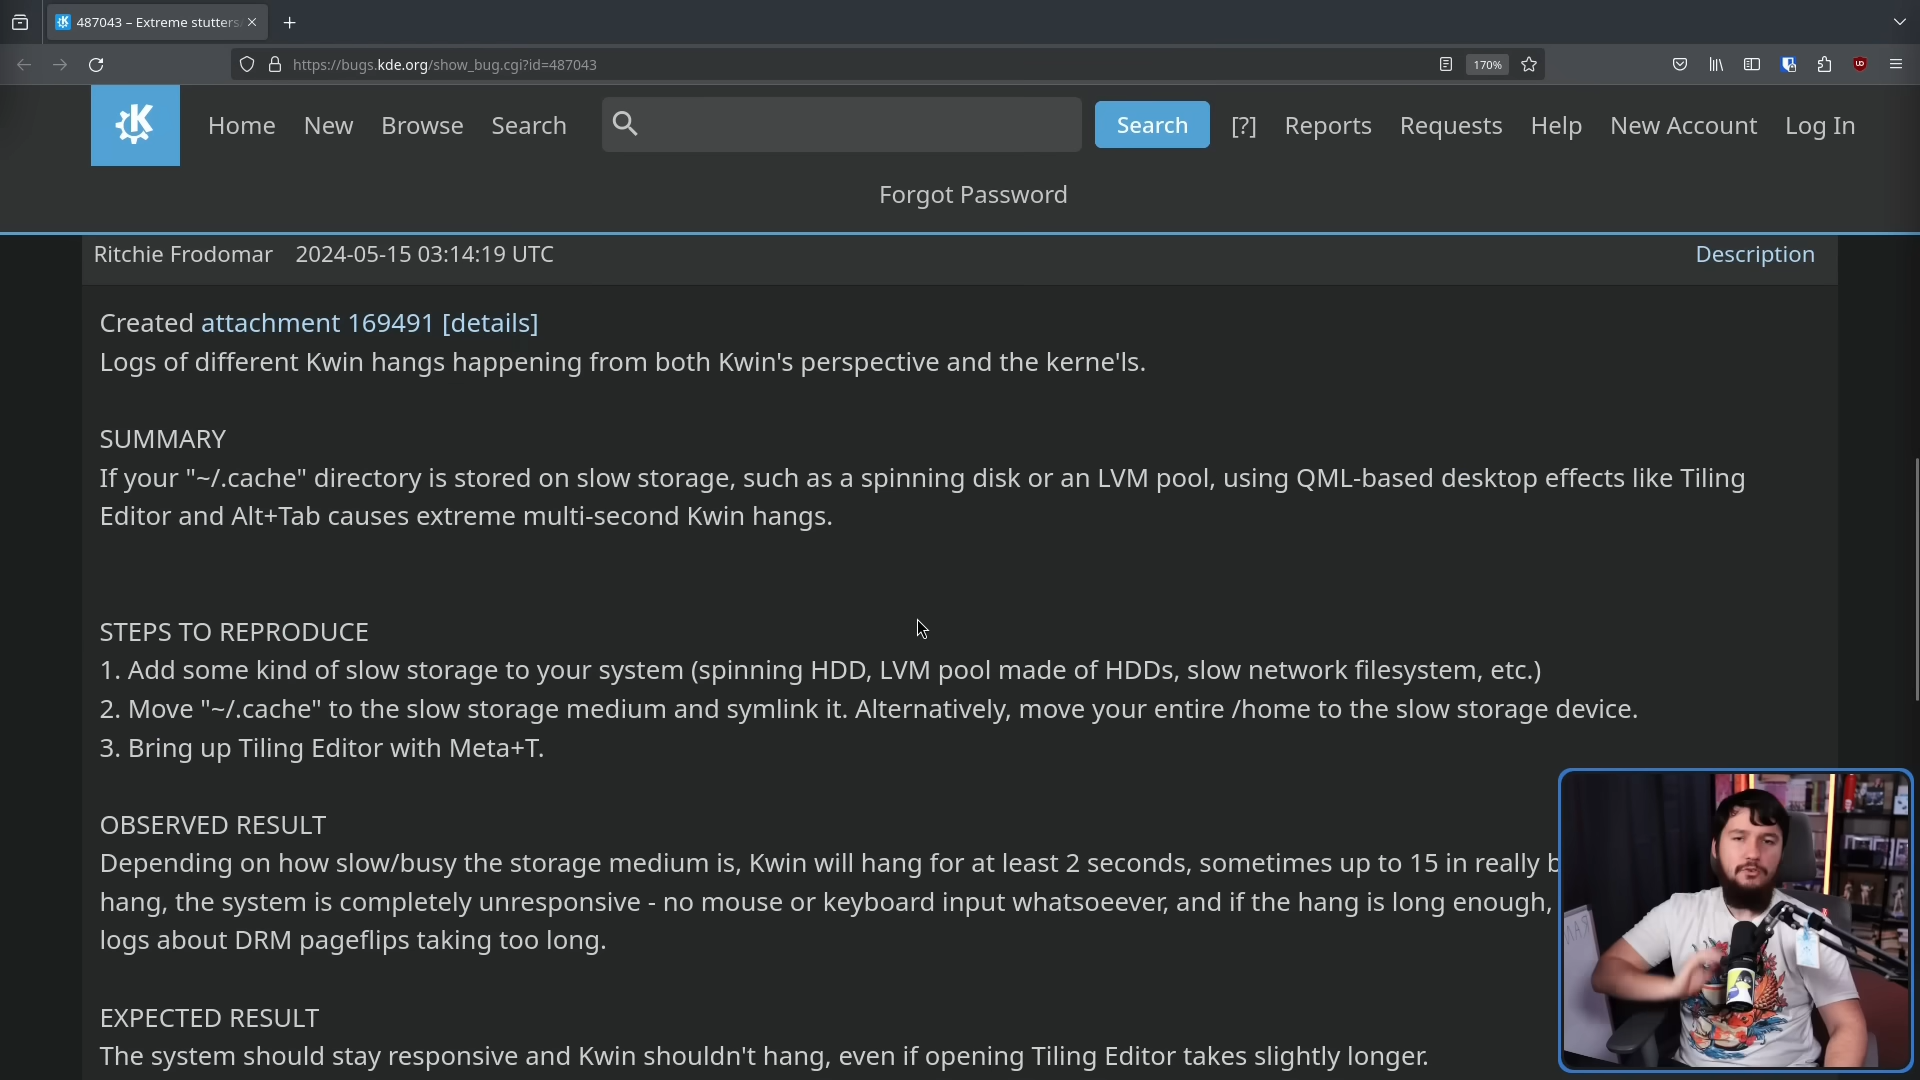 487043 – Extreme stutters
https://bugs.kde.org/show_bug.cgi?id=487043
170%
Home
New
Browse
Search
Search
[?]
Reports
Requests
Help
New Account
Log In
Forgot Password
Ritchie Frodomar 2024-05-15 03:14:19 UTC
Description
Created attachment 169491 [details]
Logs of different Kwin hangs happening from both Kwin's perspective and the kerne'ls.
SUMMARY
If your "~/.cache" directory is stored on slow storage, such as a spinning disk or an LVM pool, using QML-based desktop effects like Tiling
Editor and Alt+Tab causes extreme multi-second Kwin hangs.
STEPS TO REPRODUCE
1. Add some kind of slow storage to your system (spinning HDD, LVM pool made of HDDs, slow network filesystem, etc.)
2. Move "~/.cache" to the slow storage medium and symlink it. Alternatively, move your entire /home to the slow storage device.
3. Bring up Tiling Editor with Meta+T.
OBSERVED RESULT
Depending on how slow/busy the storage medium is, Kwin will hang for at least 2 seconds, sometimes up to 15 in really b
hang, the system is completely unresponsive - no mouse or keyboard input whatsoeever, and if the hang is long enough,
logs about DRM pageflips taking too long.
EXPECTED RESULT
The system should stay responsive and Kwin shouldn't hang, even if opening Tiling Editor takes slightly longer.